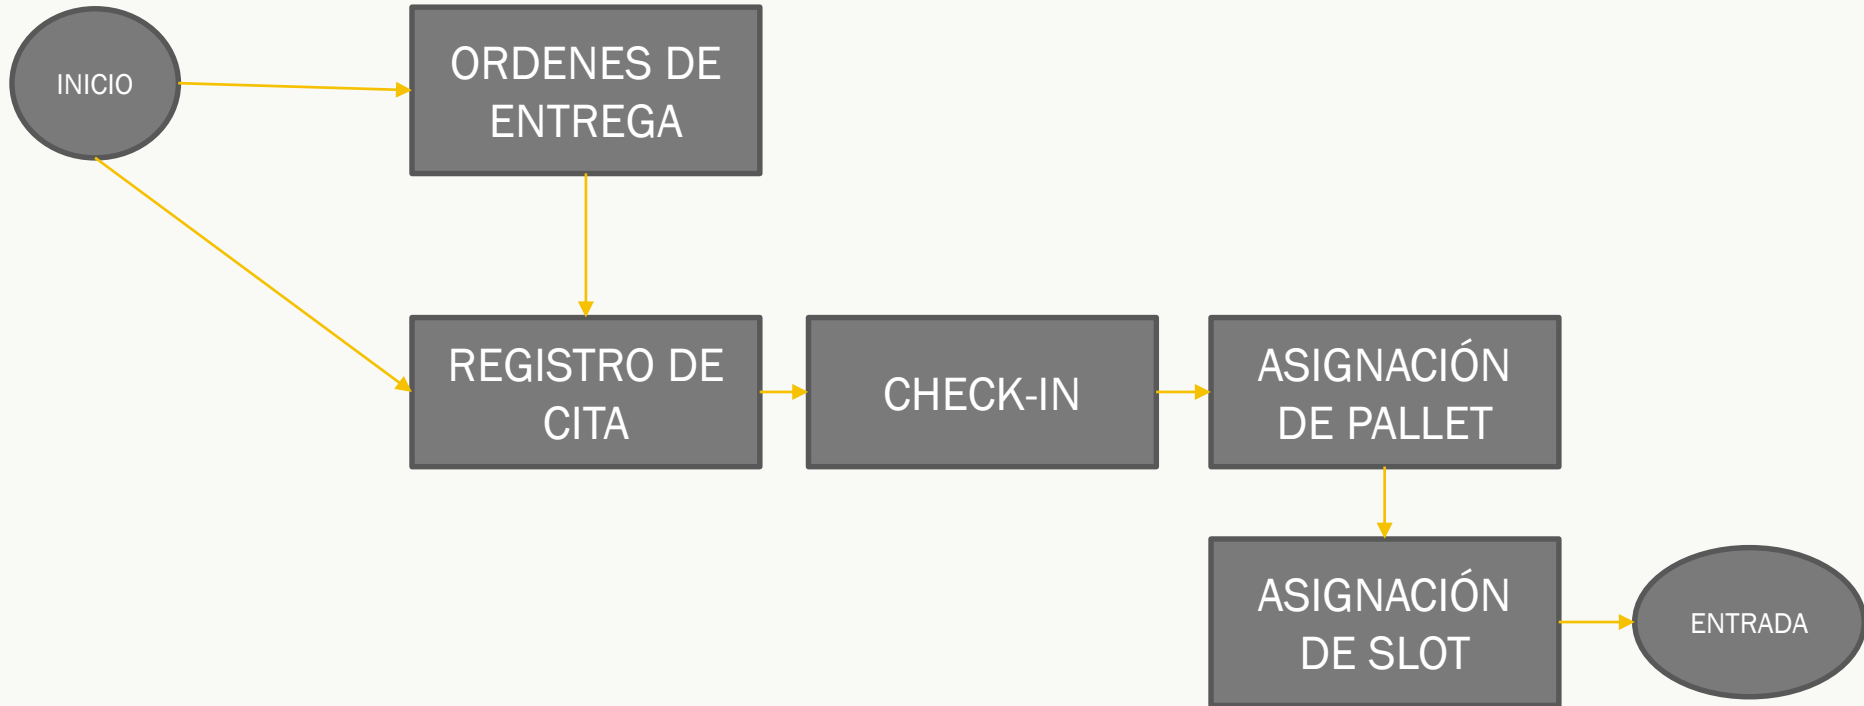 INICIO
ORDENES DE
ENTREGA
REGISTRO DE
CITA
CHECK-IN
ASIGNACIÓN
DE PALLET
ASIGNACIÓN
DE SLOT
ENTRADA